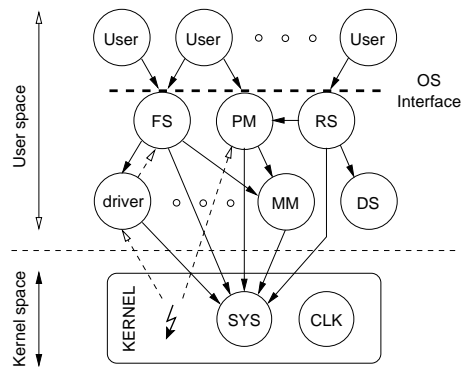 User
User
User
OS
Interface
FS
PM
RS
User space
driver
MM
DS
Kernel space
KERNEL
SYS
CLK